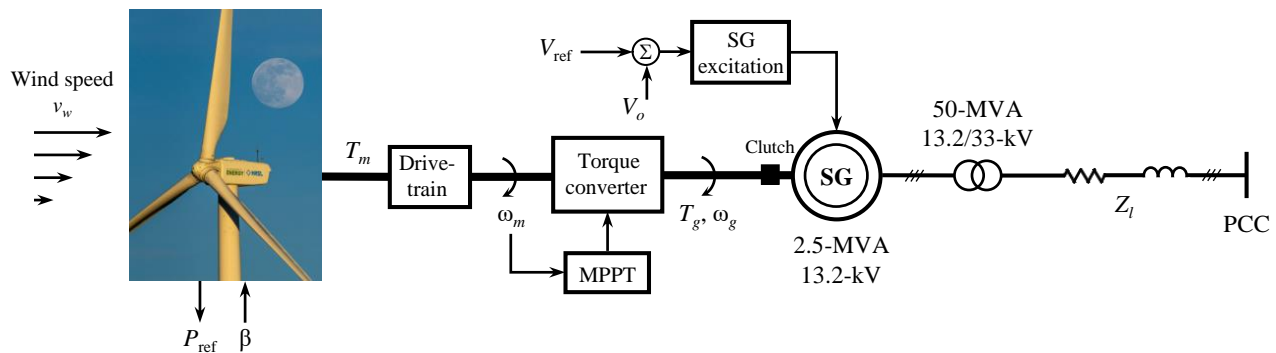 Wind speed
v_w
P_ref
β
T_m
Drive-
train
ω_m
Torque
converter
MPPT
T_g, ω_g
V_ref
Σ
V_o
SG
excitation
Clutch
SG
2.5-MVA
13.2-kV
50-MVA
13.2/33-kV
Z_l
PCC